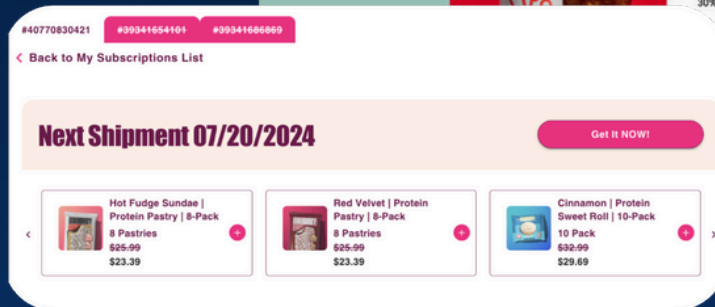 30%
#40770830421 #39341654101 #39341686869
Back to My Subscriptions List
Next Shipment 07/20/2024
Get It NOW!
Hot Fudge Sundae |
Protein Pastry | 8-Pack
8 Pastries
$25.99
$23.39
Red Velvet | Protein
Pastry | 8-Pack
8 Pastries
$25.99
$23.39
Cinnamon | Protein
Sweet Roll | 10-Pack
10 Pack
$32.99
$29.69